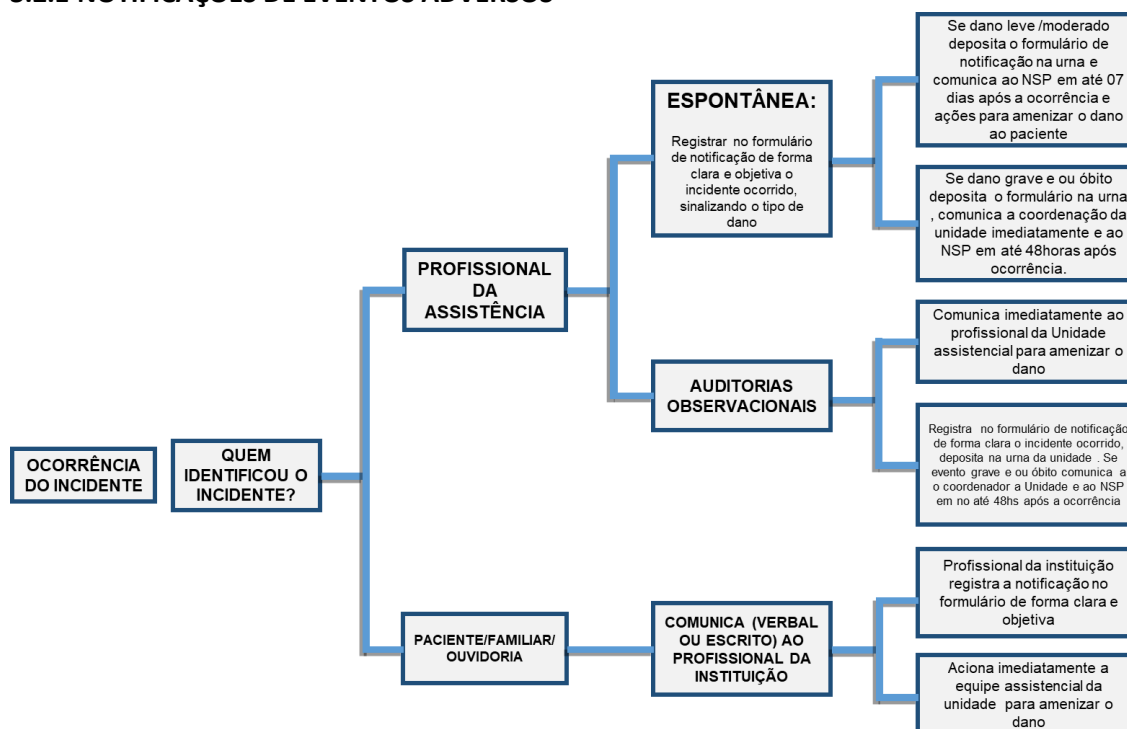 3.2.1 NOTIFICAÇÕES DE EVENTOS ADVERSOS
OCORRÊNCIA
DO INCIDENTE
QUEM
IDENTIFICOU O
INCIDENTE?
PROFISSIONAL
DA
ASSISTÊNCIA
ESPONTÂNEA:
Registrar no formulário
de notificação de forma
clara e objetiva o
incidente ocorrido,
sinalizando o tipo de
dano
Se dano leve /moderado
deposita o formulário de
notificação na urna e
comunica ao NSP em até 07
dias após a ocorrência e
ações para amenizar o dano
ao paciente
Se dano grave e ou óbito
deposita o formulário na urna
, comunica a coordenação da
unidade imediatamente e ao
NSP em até 48horas após
ocorrência.
AUDITORIAS
OBSERVACIONAIS
Comunica imediatamente ao
profissional da Unidade
assistencial para amenizar o
dano
Registra no formulário de notificação
de forma clara o incidente ocorrido,
deposita na urna da unidade . Se
evento grave e ou óbito comunica a
o coordenador a Unidade e ao NSP
em no até 48hs após a ocorrência
PACIENTE/FAMILIAR/
OUVIDORIA
COMUNICA (VERBAL
OU ESCRITO) AO
PROFISSIONAL DA
INSTITUIÇÃO
Profissional da instituição
registra a notificação no
formulário de forma clara e
objetiva
Aciona imediatamente a
equipe assistencial da
unidade para amenizar o
dano